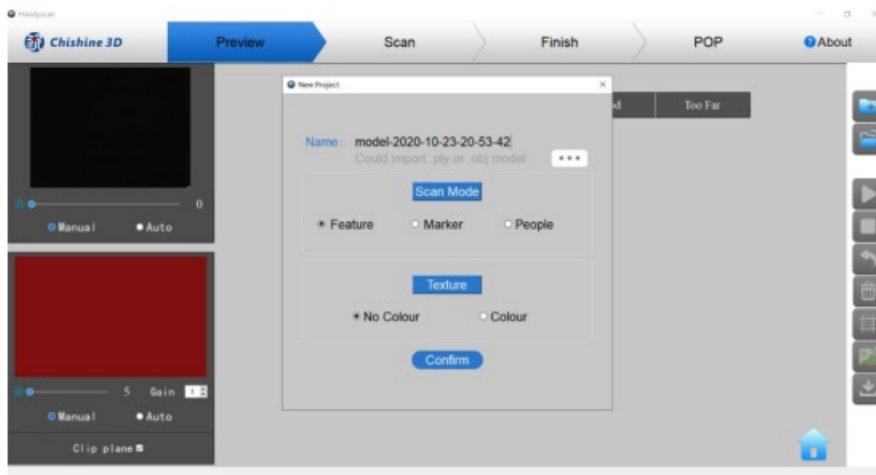 Handyscan
Chishine 3D
Preview
Scan
Finish
POP
About
New Project
Too Far
Name: model-2020-10-23-20-53-42
Could import .ply or .obj model
Scan Mode
Feature
Marker
People
Texture
No Colour
Colour
Confirm
0
Manual
Auto
5 Gain 1
Manual
Auto
Clip plane